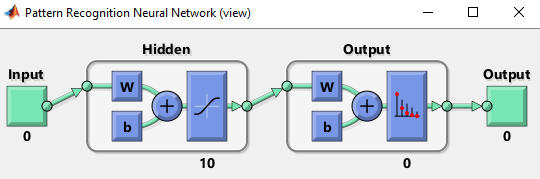 Pattern Recognition Neural Network (view)
Hidden
Output
Input
Output
W
W
b
b
0
10
0
0